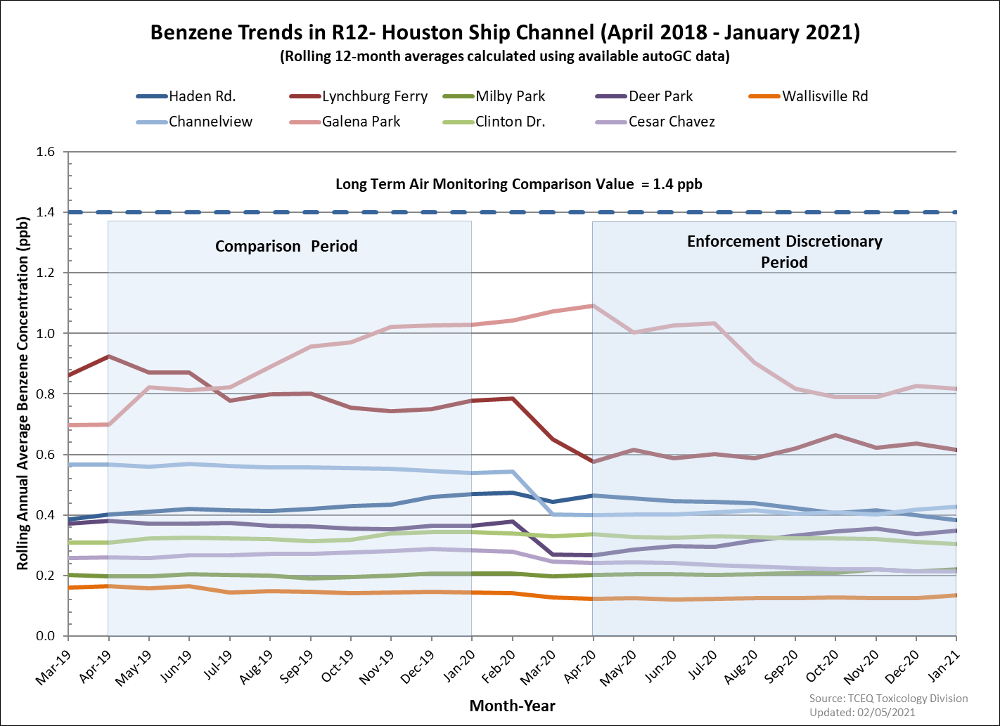 Benzene Trends in R12- Houston Ship Channel (April 2018 - January 2021)
(Rolling 12-month averages calculated using available autoGC data)
Haden Rd.
Lynchburg Ferry
Milby Park
Deer Park
Wallisville Rd
Channelview
Galena Park
Clinton Dr.
Cesar Chavez
Rolling Annual Average Benzene Concentration (ppb)
1.6
1.4
1.2
1.0
0.8
0.6
0.4
0.2
0.0
Long Term Air Monitoring Comparison Value = 1.4 ppb
Comparison Period
Enforcement Discretionary
Period
Mar-19
Apr-19
May-19
Jun-19
Jul-19
Aug-19
Sep-19
Oct-19
Nov-19
Dec-19
Jan-20
Feb-20
Mar-20
Apr-20
May-20
Jun-20
Jul-20
Aug-20
Sep-20
Oct-20
Nov-20
Dec-20
Jan-21
Month-Year
Source: TCEQ Toxicology Division
Updated: 02/05/2021